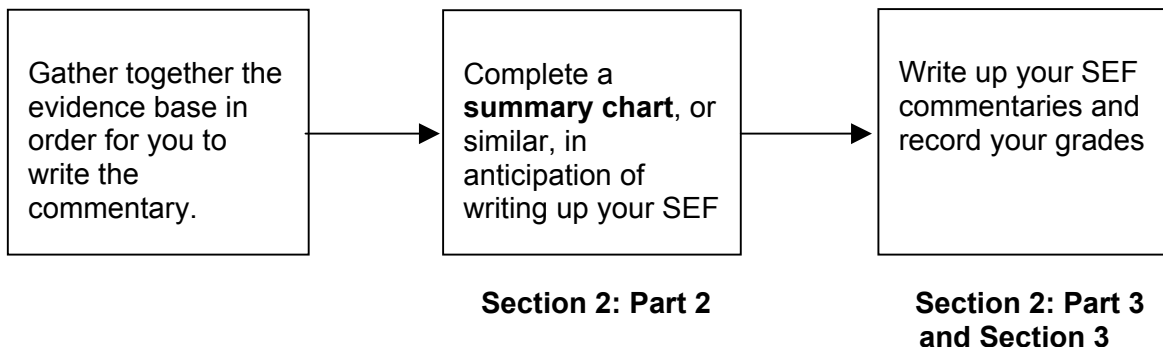 Gather together the
evidence base in
order for you to
write the
commentary.
Complete a
summary chart, or
similar, in
anticipation of
writing up your SEF
Write up your SEF
commentaries and
record your grades
Section 2: Part 2
Section 2: Part 3
and Section 3